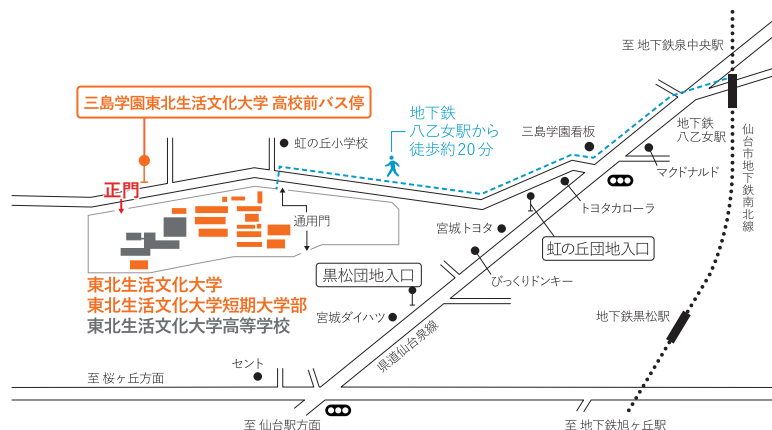 至 地下鉄泉中央駅
三島学園東北生活文化大学 高校前バス停
地下鉄
八乙女駅から
徒歩約20分
三島学園看板
地下鉄
八乙女駅
仙台市地下鉄南北線
虹の丘小学校
マクドナルド
正門
トヨタカローラ
通用門
宮城トヨタ
虹の丘団地入口
黒松団地入口
びっくりドンキー
東北生活文化大学
東北生活文化大学短期大学部
東北生活文化大学高等学校
宮城ダイハツ
地下鉄黒松駅
県道仙台泉線
セント
至 桜ヶ丘方面
至 仙台駅方面
至 地下鉄旭ヶ丘駅